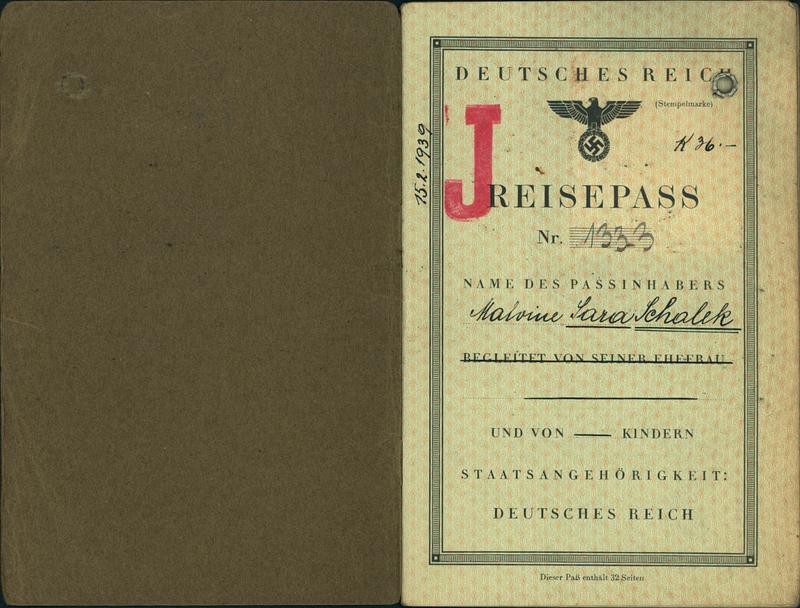 DEUTSCHES REICH
(Stempelmarke)
K 36.—
J
15.2.1939
REISEPASS
Nr. 1333
NAME DES PASSINHABERS
Malvine Sara Schalek
BEGLEITET VON SEINER EHEFRAU
UND VON — KINDERN
STAATSANGEHÖRIGKEIT:
DEUTSCHES REICH
Dieser Paß enthält 32 Seiten